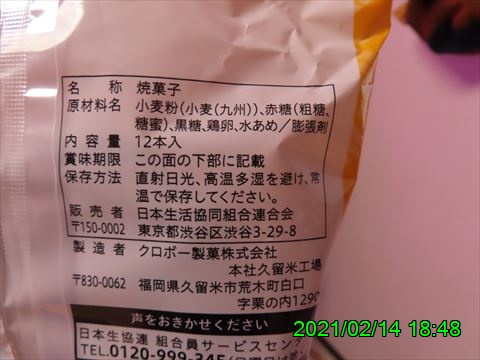 名 称 焼菓子
原材料名 小麦粉(小麦(九州))、赤糖(粗糖、
糖蜜)、黒糖、鶏卵、水あめ/膨張剤
内 容 量 12本入
賞味期限 この面の下部に記載
保存方法 直射日光、高温多湿を避け、常
温で保存してください。
販 売 者 日本生活協同組合連合会
〒150-0002 東京都渋谷区渋谷3-29-8
製 造 者 クロボー製菓株式会社
本社久留米工場
〒830-0062 福岡県久留米市荒木町白口
字栗の内1290
声をおきかせください
日本生協連 組合員サービスセン
TEL.0120-999-345
2021/02/14 18:48